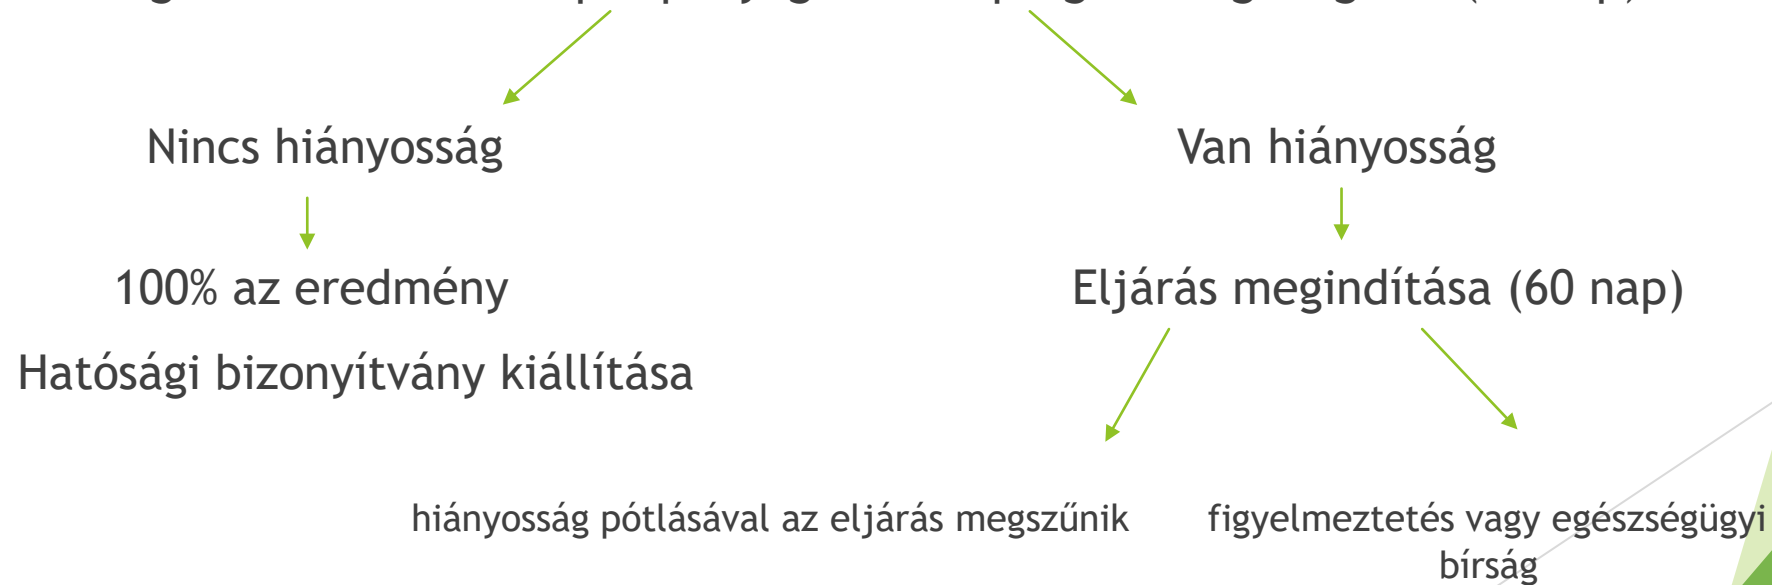 Nincs hiányosság
Van hiányosság
100% az eredmény
Eljárás megindítása (60 nap)
Hatósági bizonyítvány kiállítása
hiányosság pótlásával az eljárás megszűnik
figyelmeztetés vagy egészségügyi
bírság